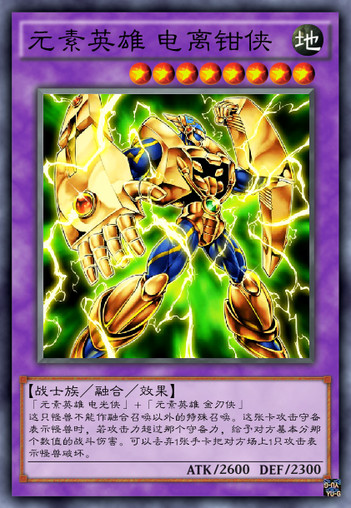 元素英雄 电离钳侠
地
【战士族／融合／效果】
「元素英雄 电光侠」+「元素英雄 金刃侠」
这只怪兽不能作融合召唤以外的特殊召唤。这张卡攻击守备
表示怪兽时，若攻击力超过那个守备力，给予对方基本分那
个数值的战斗伤害。可以丢弃1张手卡把对方场上1只攻击表
示怪兽破坏。
ATK/2600 DEF/2300
YU-G